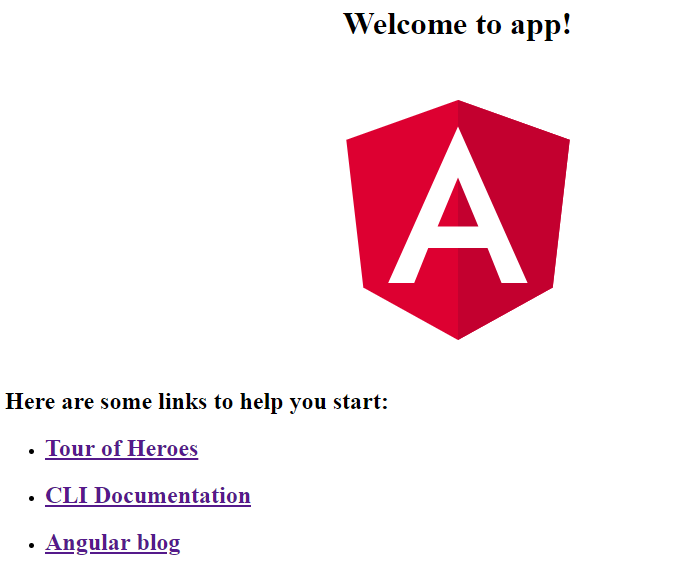 Welcome to app!
A
Here are some links to help you start:
Tour of Heroes
CLI Documentation
Angular blog